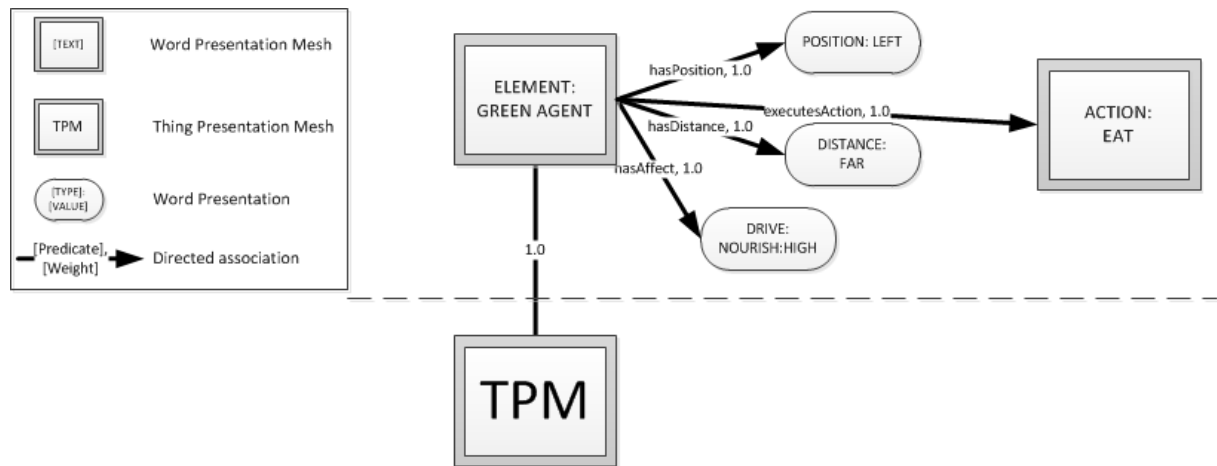 [TEXT]
Word Presentation Mesh
TPM
Thing Presentation Mesh
[TYPE]:
[VALUE]
Word Presentation
[Predicate],
[Weight]
Directed association
ELEMENT:
GREEN AGENT
hasPosition, 1.0
POSITION: LEFT
executesAction, 1.0
ACTION:
EAT
hasDistance, 1.0
DISTANCE:
FAR
hasAffect, 1.0
DRIVE:
NOURISH:HIGH
1.0
TPM